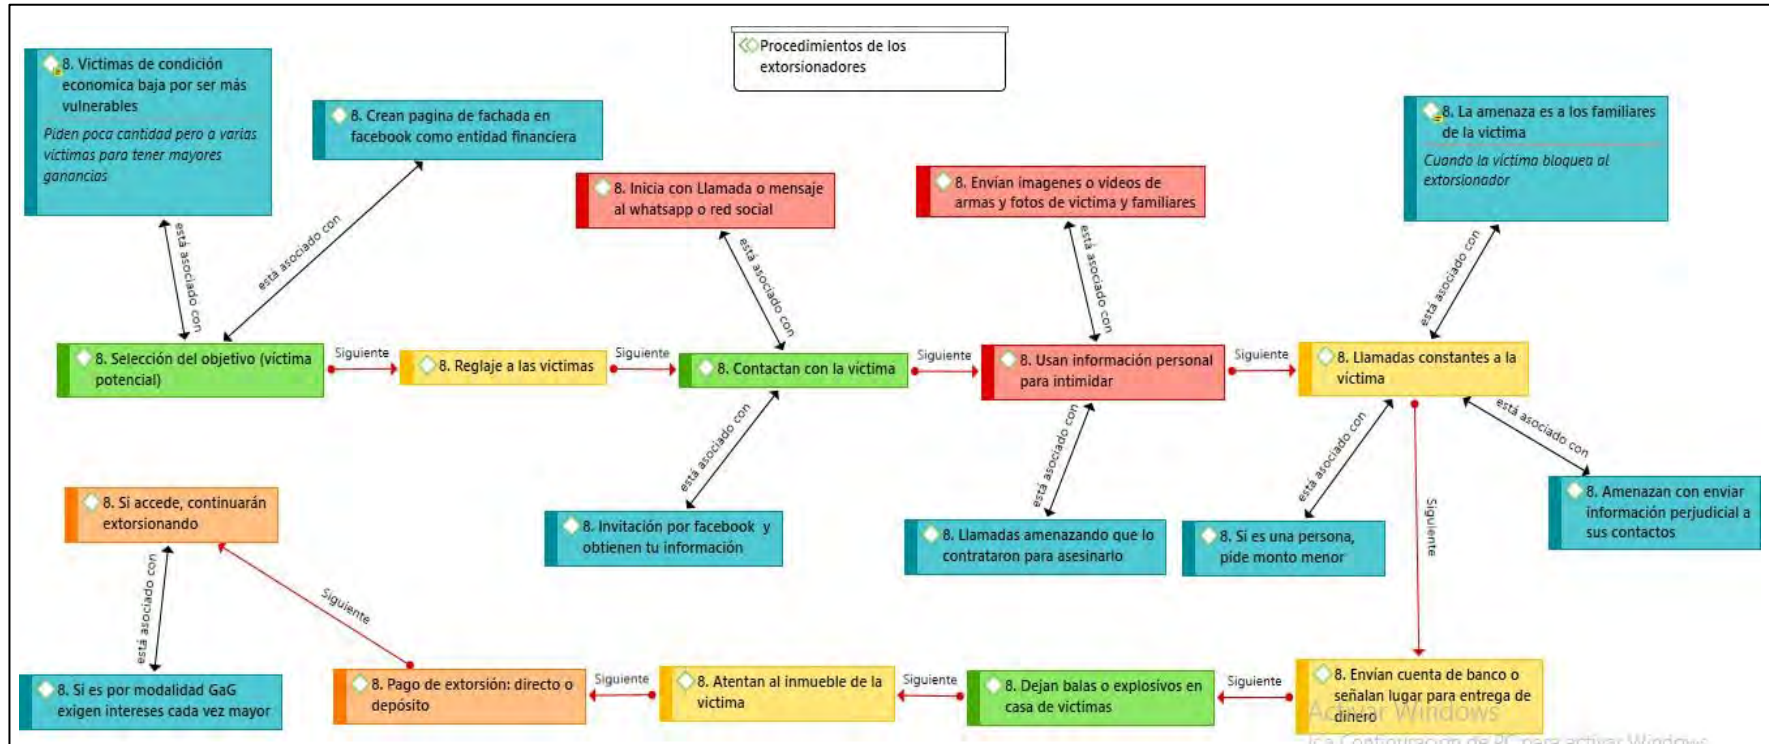 Procedimientos de los
extorsionadores
8. Victimas de condición
economica baja por ser más
vulnerables
Piden poca cantidad pero a varias
víctimas para tener mayores
ganancias
8. Crean pagina de fachada en
facebook como entidad financiera
8. Inicia con Llamada o mensaje
al whatsapp o red social
8. Envían imagenes o videos de
armas y fotos de victima y familiares
8. La amenaza es a los familiares
de la victima
Cuando la víctima bloquea al
extorsionador
está asociado con
está asociado con
está asociado con
está asociado con
está asociado con
8. Selección del objetivo (víctima
potencial)
Siguiente
8. Reglaje a las victimas
Siguiente
8. Contactan con la victima
Siguiente
8. Usan información personal
para intimidar
Siguiente
8. Llamadas constantes a la
víctima
está asociado con
está asociado con
está asociado con
está asociado con
Siguiente
8. Si accede, continuarán
extorsionando
8. Invitación por facebook y
obtienen tu información
8. Llamadas amenazando que lo
contrataron para asesinarlo
8. Si es una persona,
pide monto menor
8. Amenazan con enviar
información perjudicial a
sus contactos
está asociado con
Siguiente
8. Si es por modalidad GaG
exigen intereses cada vez mayor
8. Pago de extorsión: directo o
depósito
Siguiente
8. Atentan al inmueble de la
victima
Siguiente
8. Dejan balas o explosivos en
casa de victimas
Siguiente
8. Envían cuenta de banco o
señalan lugar para entrega de
dinero
Activar Windows
Configuración de PC para activar Windows